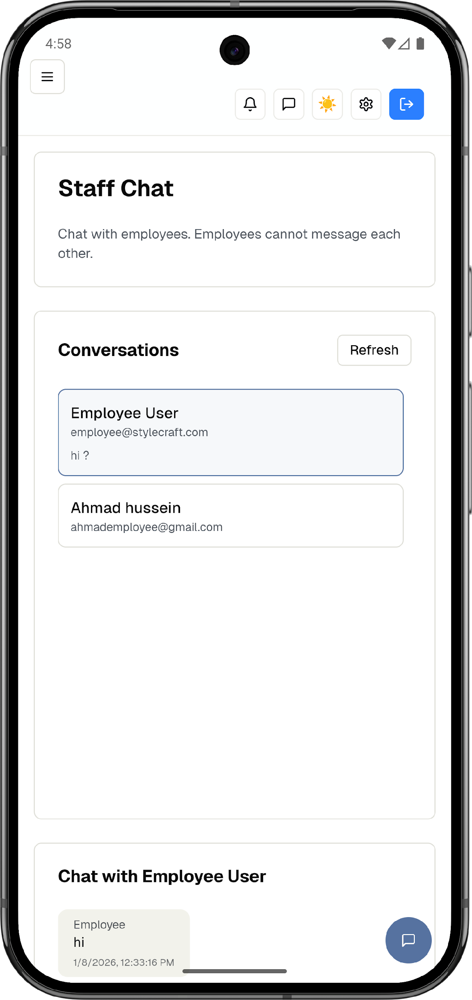 4:58
Staff Chat
Chat with employees. Employees cannot message each
other.
Conversations
Refresh
Employee User
employee@stylecraft.com
hi ?
Ahmad hussein
ahmademployee@gmail.com
Chat with Employee User
Employee
hi
1/8/2026, 12:33:16 PM